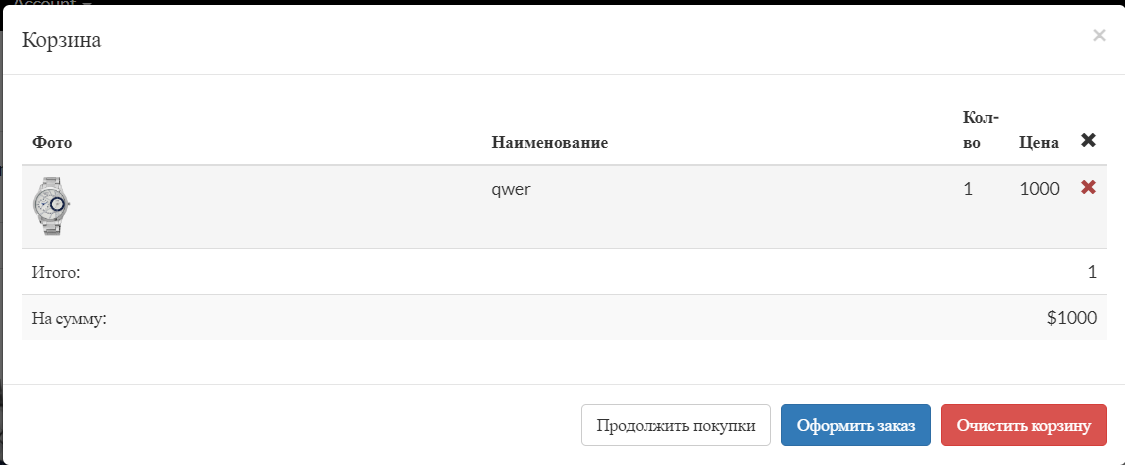 Account
Корзина
×
Кол-
Фото Наименование во Цена
qwer 1 1000
Итого: 1
На сумму: $1000
Продолжить покупки Оформить заказ Очистить корзину